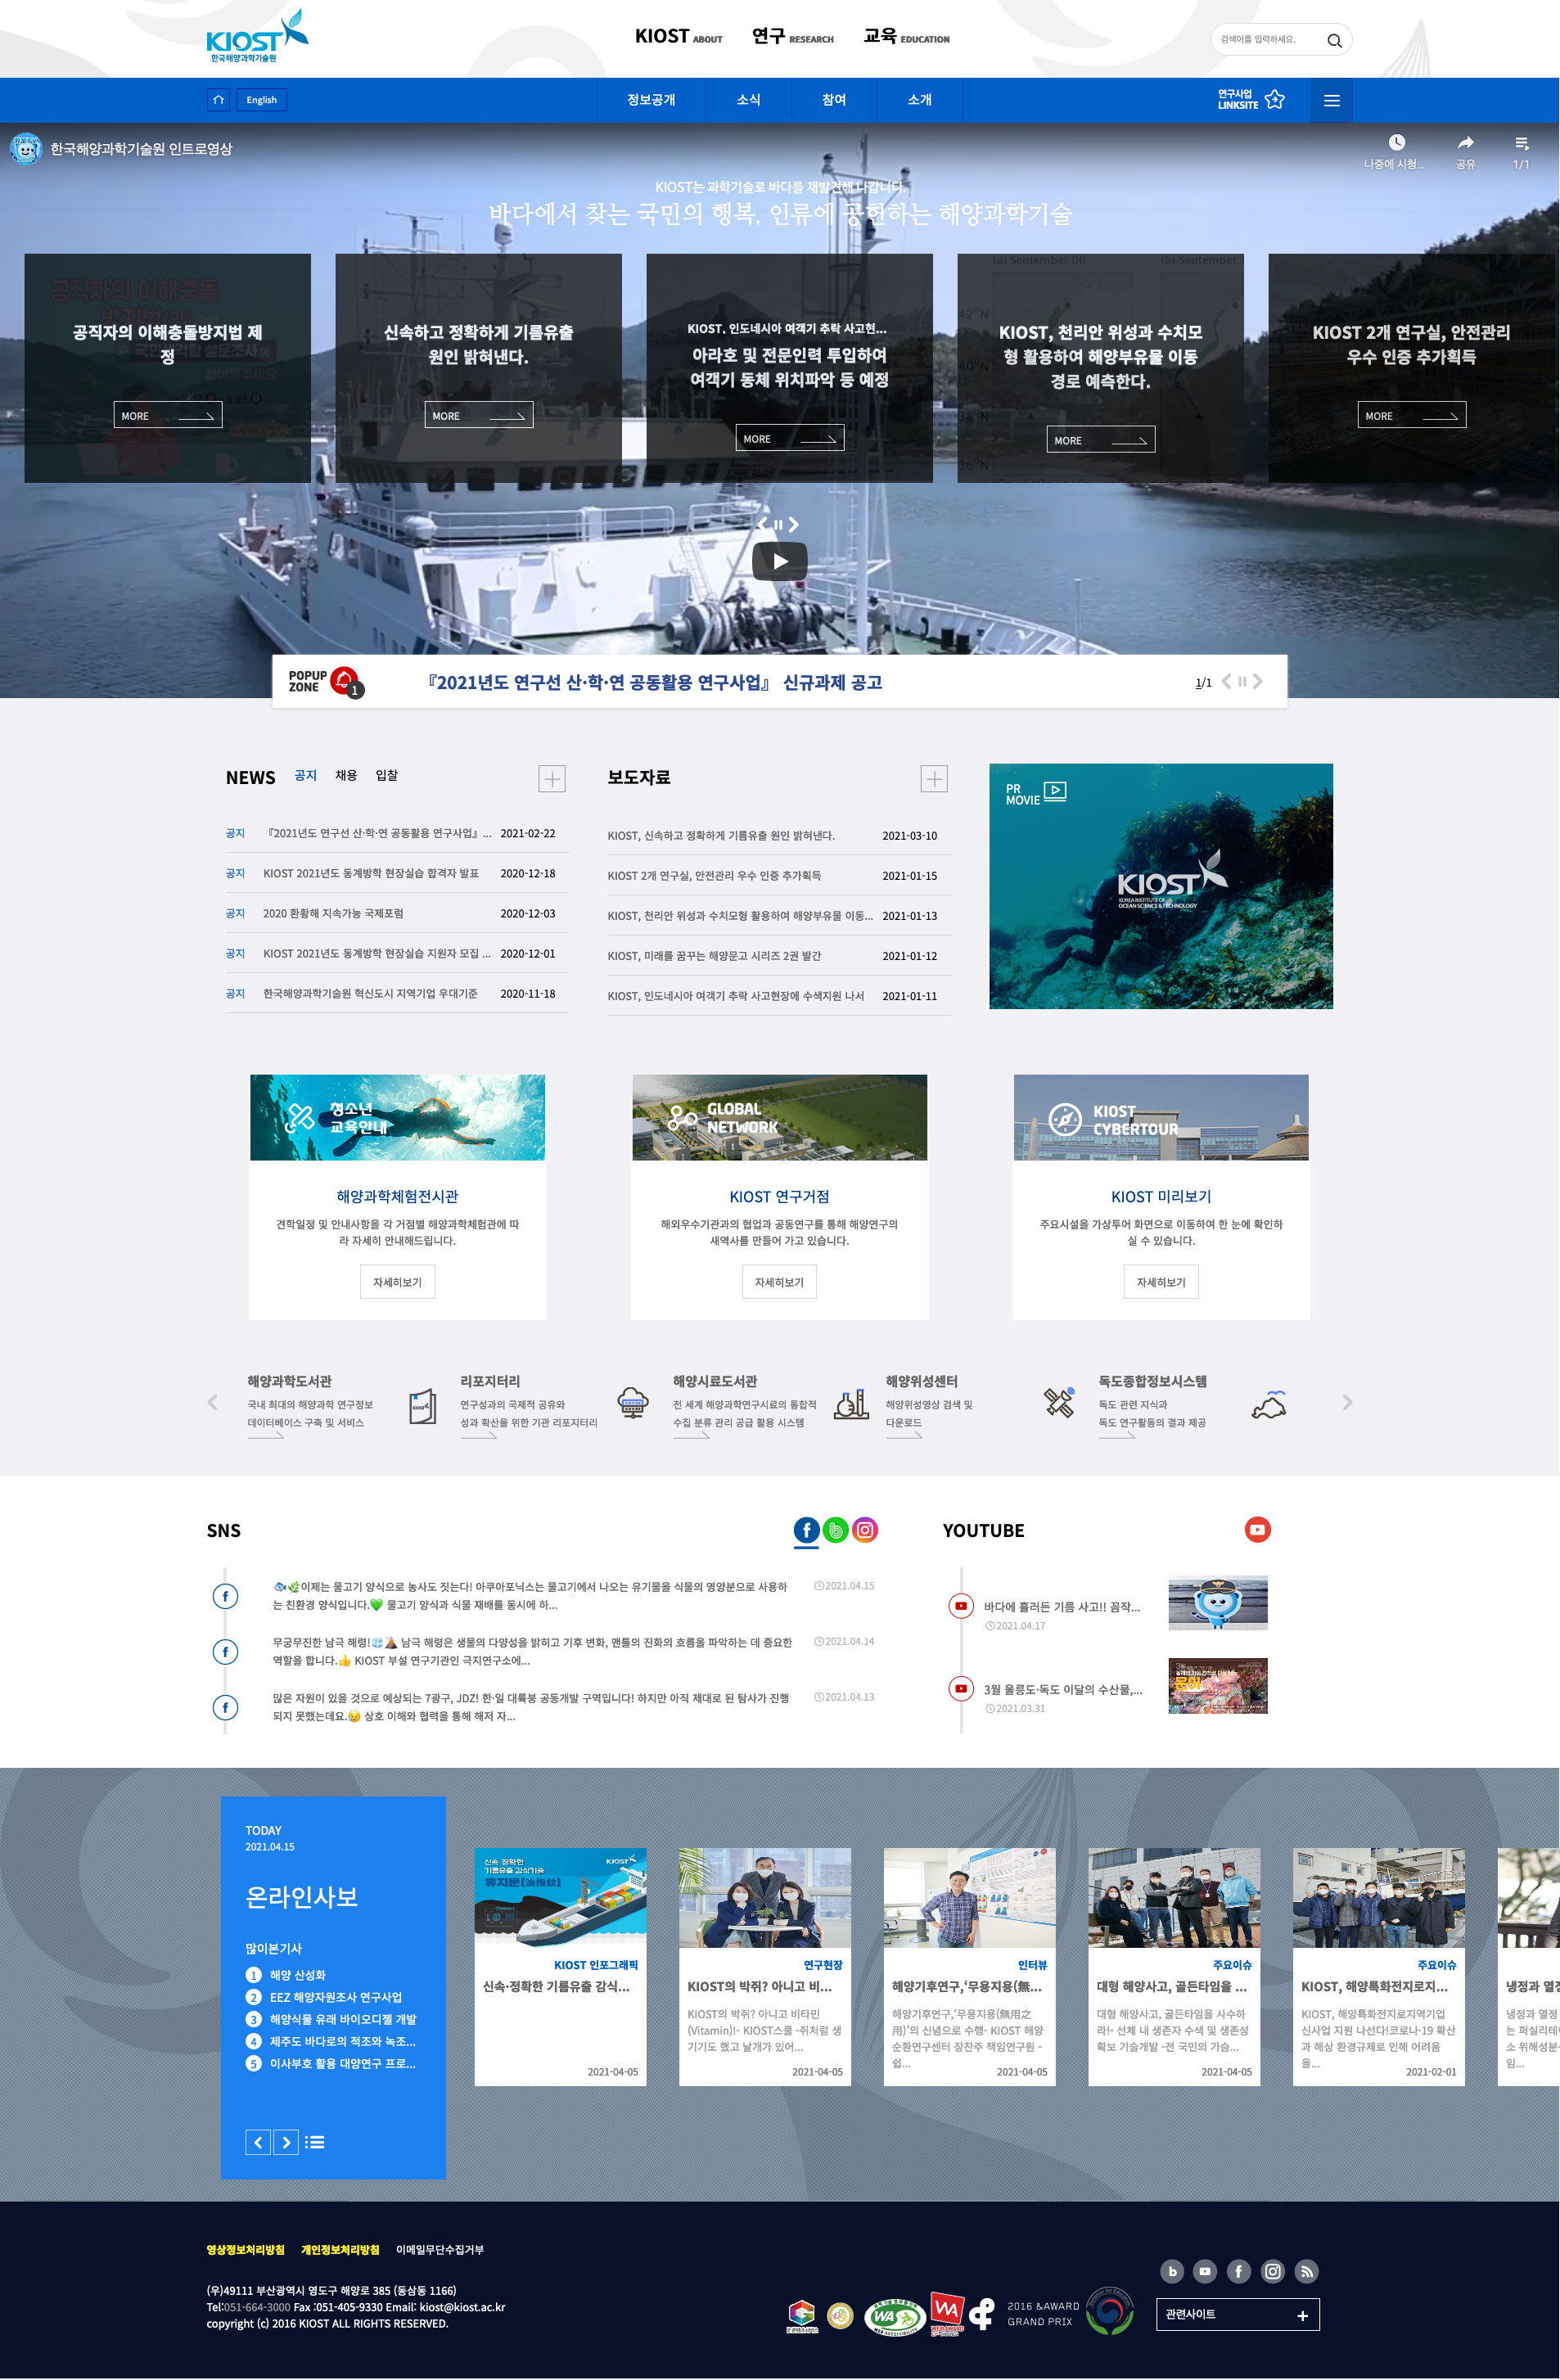 KIOST
한국해양과학기술원
KIOST ABOUT
연구 RESEARCH
교육 EDUCATION
검색어를 입력하세요.
English
정보공개
소식
참여
소개
연구사업
LINKSITE
한국해양과학기술원 인트로영상
나중에 시청...
공유
1/1
KIOST는 과학기술로 바다를 재발견해 나갑니다.
바다에서 찾는 국민의 행복, 인류에 공헌하는 해양과학기술
공직자의 이해충돌방지법 제
정
MORE
신속하고 정확하게 기름유출
원인 밝혀낸다.
MORE
KIOST, 인도네시아 여객기 추락 사고현...
아라호 및 전문인력 투입하여
여객기 동체 위치파악 등 예정
MORE
(a) September 06
(b) September
KIOST, 천리안 위성과 수치모
형 활용하여 해양부유물 이동
경로 예측한다.
MORE
KIOST 2개 연구실, 안전관리
우수 인증 추가획득
MORE
POPUP
ZONE
1
『2021년도 연구선 산·학·연 공동활용 연구사업』 신규과제 공고
1/1
NEWS
공지
채용
입찰
공지 『2021년도 연구선 산·학·연 공동활용 연구사업』... 2021-02-22
공지 KIOST 2021년도 동계방학 현장실습 합격자 발표 2020-12-18
공지 2020 환황해 지속가능 국제포럼 2020-12-03
공지 KIOST 2021년도 동계방학 현장실습 지원자 모집 ... 2020-12-01
공지 한국해양과학기술원 혁신도시 지역기업 우대기준 2020-11-18
보도자료
KIOST, 신속하고 정확하게 기름유출 원인 밝혀낸다. 2021-03-10
KIOST 2개 연구실, 안전관리 우수 인증 추가획득 2021-01-15
KIOST, 천리안 위성과 수치모형 활용하여 해양부유물 이동... 2021-01-13
KIOST, 미래를 꿈꾸는 해양문고 시리즈 2권 발간 2021-01-12
KIOST, 인도네시아 여객기 추락 사고현장에 수색지원 나서 2021-01-11
PR
MOVIE
KIOST
KOREA INSTITUTE OF
OCEAN SCIENCE & TECHNOLOGY
청소년
교육안내
해양과학체험전시관
견학일정 및 안내사항을 각 거점별 해양과학체험관에 따
라 자세히 안내해드립니다.
자세히보기
GLOBAL
NETWORK
KIOST 연구거점
해외우수기관과의 협업과 공동연구를 통해 해양연구의
새역사를 만들어 가고 있습니다.
자세히보기
KIOST
CYBERTOUR
KIOST 미리보기
주요시설을 가상투어 화면으로 이동하여 한 눈에 확인하
실 수 있습니다.
자세히보기
해양과학도서관
국내 최대의 해양과학 연구정보
데이터베이스 구축 및 서비스
리포지터리
연구성과의 국제적 공유와
성과 확산을 위한 기관 리포지터리
해양시료도서관
전 세계 해양과학연구시료의 통합적
수집 분류 관리 공급 활용 시스템
해양위성센터
해양위성영상 검색 및
다운로드
독도종합정보시스템
독도 관련 지식과
독도 연구활동의 결과 제공
SNS
🐟🌿이제는 물고기 양식으로 농사도 짓는다! 아쿠아포닉스는 물고기에서 나오는 유기물을 식물의 영양분으로 사용하
는 친환경 양식입니다.💚 물고기 양식과 식물 재배를 동시에 하...
2021.04.15
무궁무진한 남극 해령!🧊🌋 남극 해령은 생물의 다양성을 밝히고 기후 변화, 맨틀의 진화의 흐름을 파악하는 데 중요한
역할을 합니다.👍 KIOST 부설 연구기관인 극지연구소에...
2021.04.14
많은 자원이 있을 것으로 예상되는 7광구, JDZ! 한·일 대륙붕 공동개발 구역입니다! 하지만 아직 제대로 된 탐사가 진행
되지 못했는데요.😥 상호 이해와 협력을 통해 해저 자...
2021.04.13
YOUTUBE
바다에 흘러든 기름 사고!! 꼼작...
2021.04.17
3월 울릉도·독도 이달의 수산물,...
2021.03.31
문어
TODAY
2021.04.15
온라인사보
많이본기사
1 해양 산성화
2 EEZ 해양자원조사 연구사업
3 해양식물 유래 바이오디젤 개발
4 제주도 바다로의 적조와 녹조...
5 이사부호 활용 대양연구 프로...
신속·정확한
기름유출 감식기술
유지문(油指紋)
KIOST
KIOST 인포그래픽
신속·정확한 기름유출 감식...
2021-04-05
연구현장
KIOST의 박쥐? 아니고 비...
KIOST의 박쥐? 아니고 비타민
(Vitamin)!- KIOST스쿨 -쥐처럼 생
기기도 했고 날개가 있어...
2021-04-05
인터뷰
해양기후연구,‘무용지용(無...
해양기후연구,‘무용지용(無用之
用)’의 신념으로 수행- KIOST 해양
순환연구센터 장찬주 책임연구원 -
쉽...
2021-04-05
주요이슈
대형 해양사고, 골든타임을 ...
대형 해양사고, 골든타임을 사수하
라!- 선체 내 생존자 수색 및 생존성
확보 기술개발 -전 국민의 가슴...
2021-04-05
주요이슈
KIOST, 해양특화전지로지...
KIOST, 해양특화전지로지역기업
신사업 지원 나선다!코로나·19 확산
과 해상 환경규제로 인해 어려움
을...
2021-02-01
냉정과 열정
냉정과 열정
는 퍼실리테이
소 위해성분
임...
영상정보처리방침
개인정보처리방침
이메일무단수집거부
(우)49111 부산광역시 영도구 해양로 385 (동삼동 1166)
Tel:051-664-3000 Fax :051-405-9330 Email: kiost@kiost.ac.kr
copyright (c) 2016 KIOST ALL RIGHTS RESERVED.
WA
WEB ACCESSIBILITY
WA
2016 &AWARD
GRAND PRIX
관련사이트